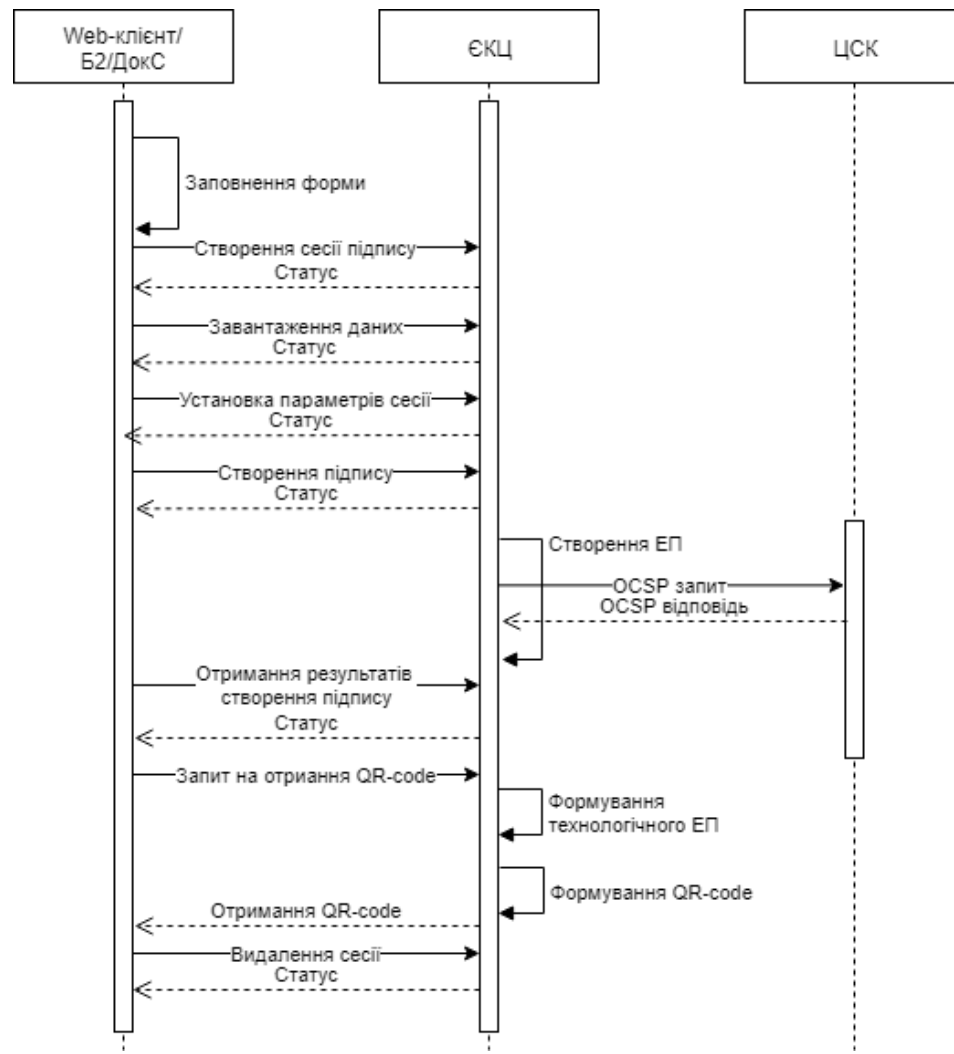 Web-клієнт/
Б2/ДокС
ЄКЦ
ЦСК
Заповнення форми
Створення сесії підпису
Статус
Завантаження даних
Статус
Установка параметрів сесії
Статус
Створення підпису
Статус
Створення ЕП
OCSP запит
OCSP відповідь
Отримання результатів
створення підпису
Статус
Запит на отриання QR-code
Формування
технологічного ЕП
Формування QR-code
Отримання QR-code
Видалення сесії
Статус